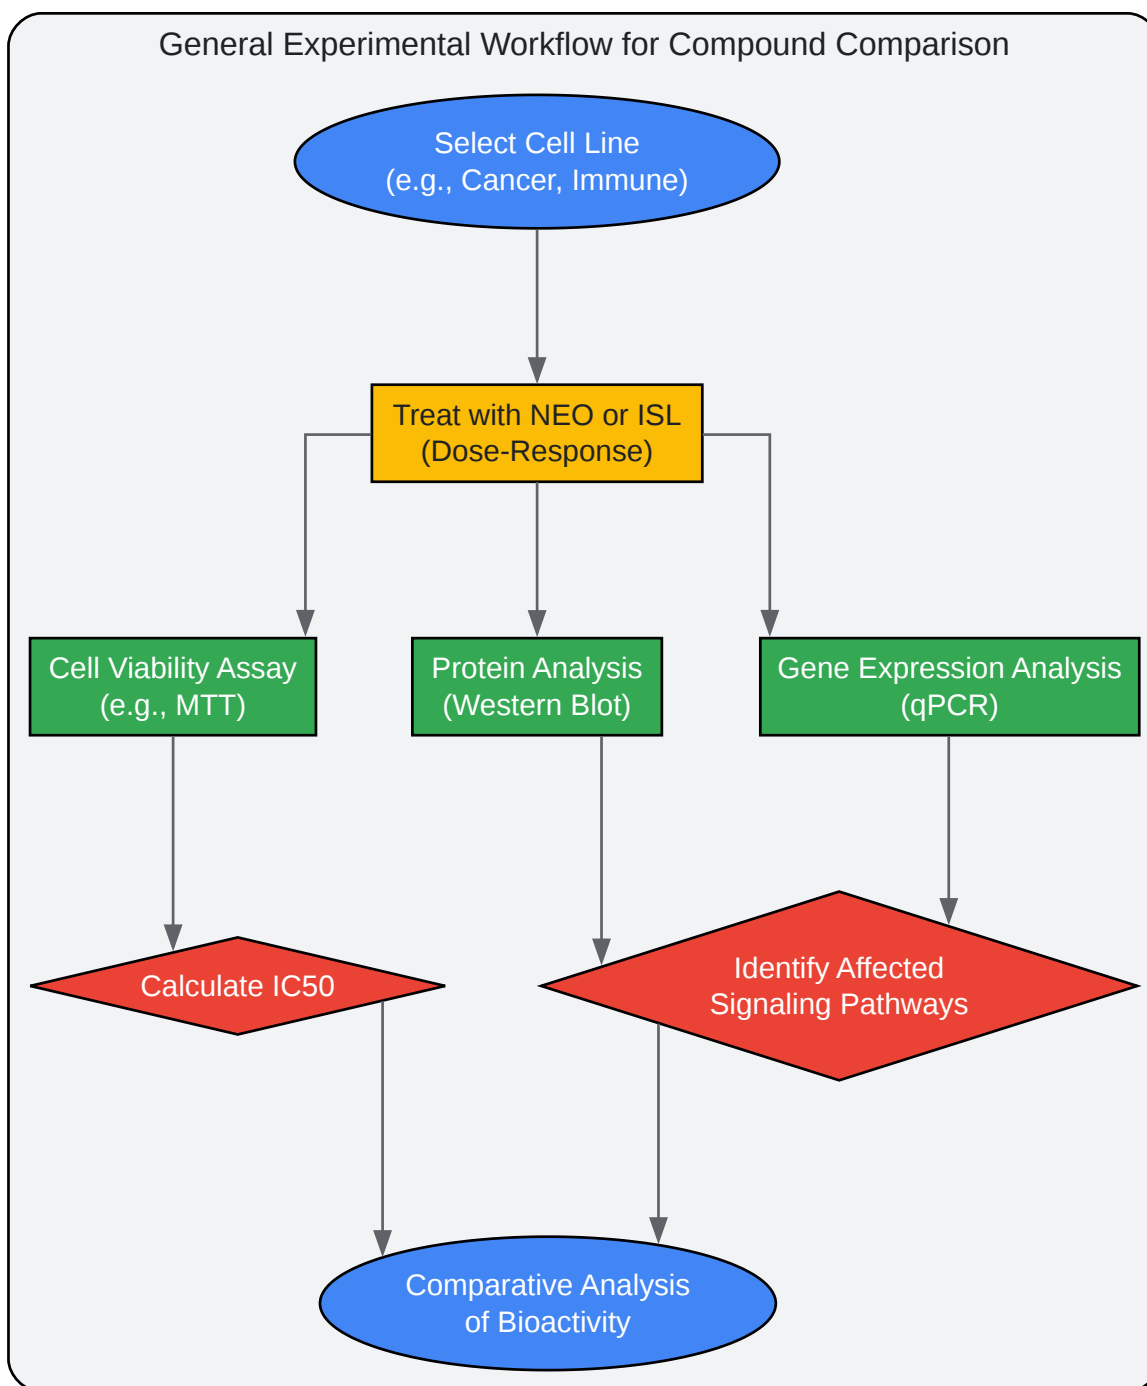 General Experimental Workflow for Compound Comparison
Select Cell Line
(e.g., Cancer, Immune)
Treat with NEO or ISL
(Dose-Response)
Cell Viability Assay
(e.g., MTT)
Protein Analysis
(Western Blot)
Gene Expression Analysis
(qPCR)
Calculate IC50
Identify Affected
Signaling Pathways
Comparative Analysis
of Bioactivity